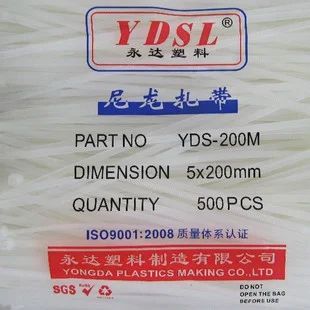 YDSL®
永达塑料
尼龙扎带
PART NO YDS-200M
DIMENSION 5x200mm
QUANTITY 500PCS
ISO9001:2008 质量体系认证
永达塑料制造有限公司
YONGDA PLASTICS MAKING CO.,LTD
SGS RoHS
DO NOT
OPEN THE BAG
BEFORE USE